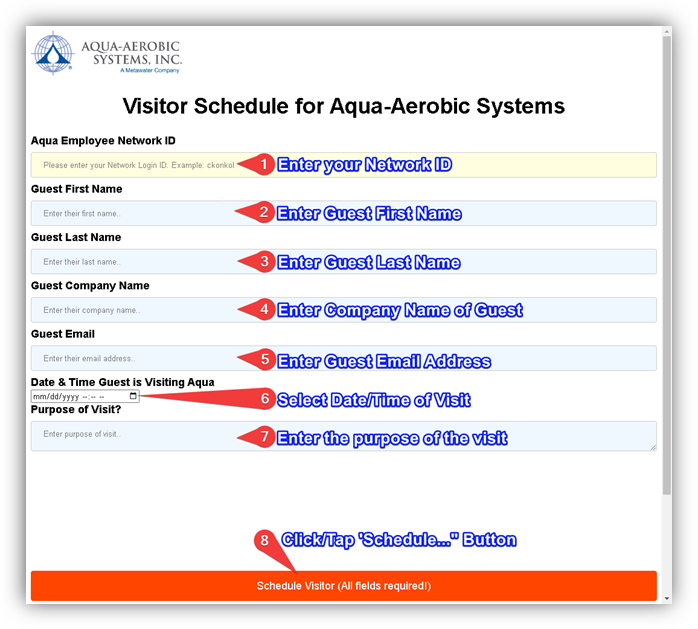 AQUA-AEROBIC
SYSTEMS, INC.
A Metawater Company
Visitor Schedule for Aqua-Aerobic Systems
Aqua Employee Network ID
Please enter your Network Login ID. Example: ckonkol
1 Enter your Network ID
Guest First Name
Enter their first name..
2 Enter Guest First Name
Guest Last Name
Enter their last name..
3 Enter Guest Last Name
Guest Company Name
Enter their company name..
4 Enter Company Name of Guest
Guest Email
Enter their email address..
5 Enter Guest Email Address
Date & Time Guest is Visiting Aqua
mm/dd/yyyy --:-- --
6 Select Date/Time of Visit
Purpose of Visit?
Enter purpose of visit..
7 Enter the purpose of the visit
8 Click/Tap 'Schedule..." Button
Schedule Visitor (All fields required!)